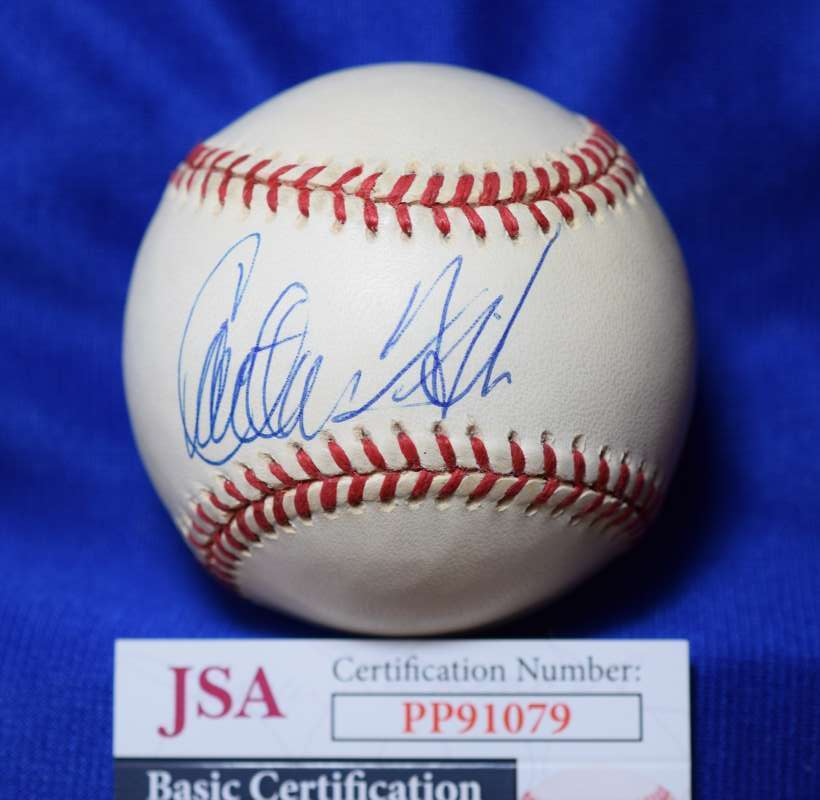 JSA
Certification Number:
PP91079
Basic Certification